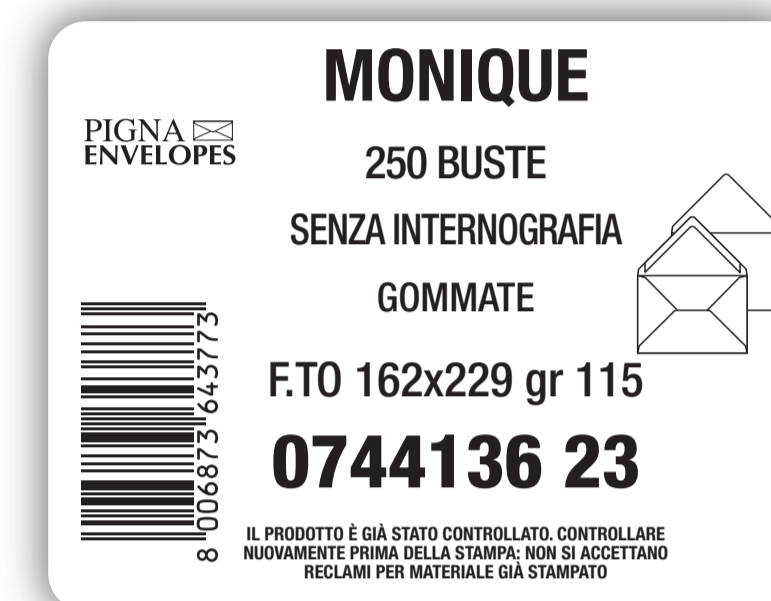 MONIQUE
PIGNA
ENVELOPES
250 BUSTE
SENZA INTERNOGRAFIA
GOMMATE
F.TO 162x229 gr 115
0744136 23
8 006873 643773
IL PRODOTTO È GIÀ STATO CONTROLLATO. CONTROLLARE
NUOVAMENTE PRIMA DELLA STAMPA: NON SI ACCETTANO
RECLAMI PER MATERIALE GIÀ STAMPATO